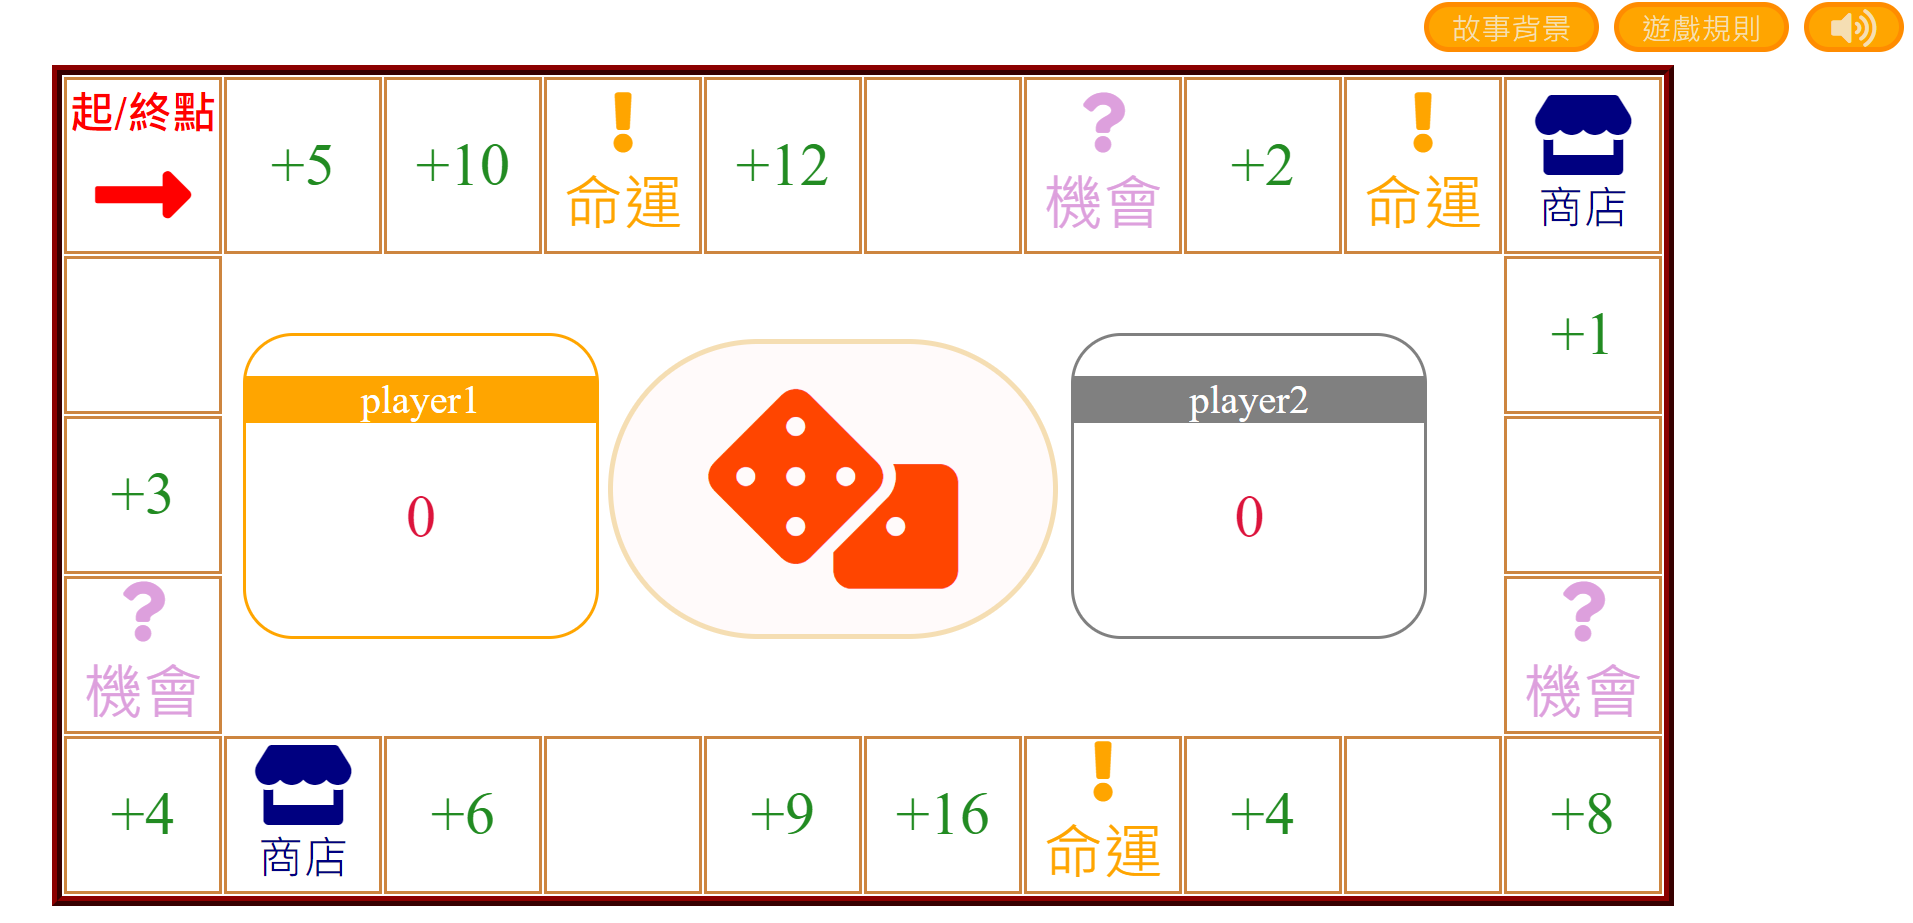 故事背景
遊戲規則
起/終點
+5
+10
命運
+12
機會
+2
命運
商店
+1
player1
0
player2
0
+3
機會
機會
+4
商店
+6
+9
+16
命運
+4
+8